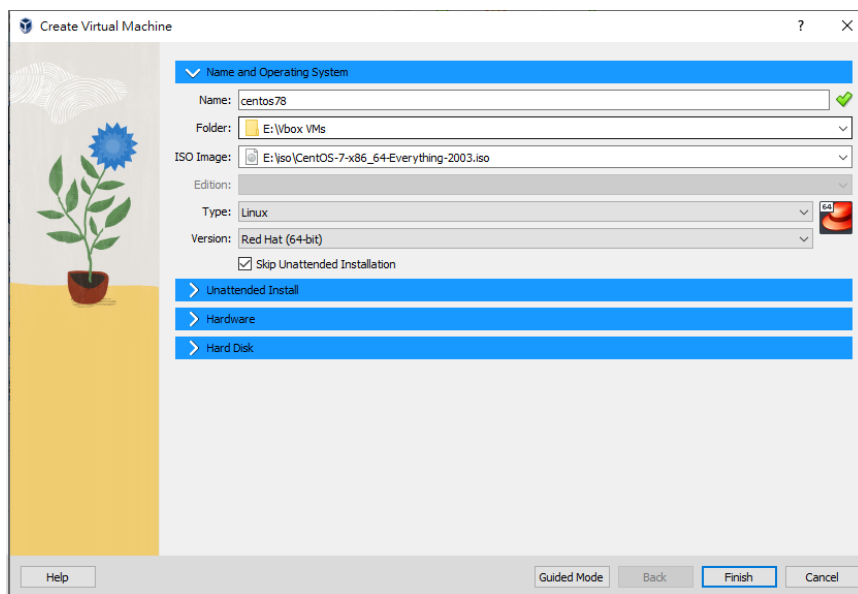 Create Virtual Machine
?
Name and Operating System
Name: centos78
Folder: E:\Vbox VMs
ISO Image: E:\iso\CentOS-7-x86_64-Everything-2003.iso
Edition:
Type: Linux
64
Version: Red Hat (64-bit)
Skip Unattended Installation
Unattended Install
Hardware
Hard Disk
Help Guided Mode Back Finish Cancel